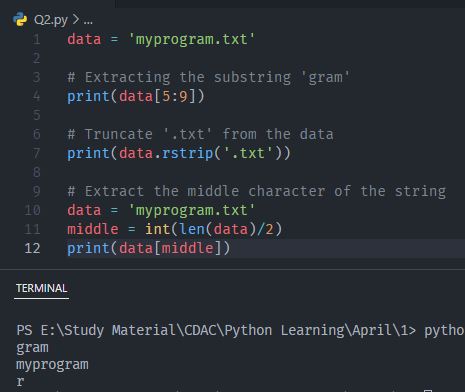 Q2.py > ...
1 data = 'myprogram.txt'
2
3 # Extracting the substring 'gram'
4 print(data[5:9])
5
6 # Truncate '.txt' from the data
7 print(data.rstrip('.txt'))
8
9 # Extract the middle character of the string
10 data = 'myprogram.txt'
11 middle = int(len(data)/2)
12 print(data[middle])
TERMINAL
PS E:\Study Material\CDAC\Python Learning\April\1> pytho
gram
myprogram
r